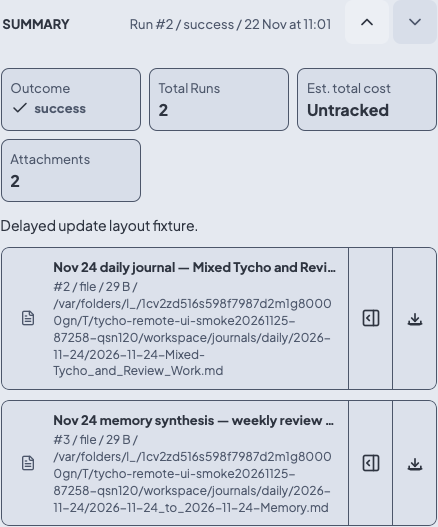 SUMMARY
Run #2 / success / 22 Nov at 11:01
Outcome
success
Total Runs
2
Est. total cost
Untracked
Attachments
2
Delayed update layout fixture.
Nov 24 daily journal — Mixed Tycho and Revi...
#2 / file / 29 B /
/var/folders/l_/1cv2zd516s598f7987d2m1g8000
0gn/T/tycho-remote-ui-smoke20261125-
87258-qsn120/workspace/journals/daily/2026-
11-24/2026-11-24-Mixed-
Tycho_and_Review_Work.md
Nov 24 memory synthesis — weekly review ...
#3 / file / 29 B /
/var/folders/l_/1cv2zd516s598f7987d2m1g8000
0gn/T/tycho-remote-ui-smoke20261125-
87258-qsn120/workspace/journals/daily/2026-
11-24/2026-11-24_to_2026-11-24-Memory.md